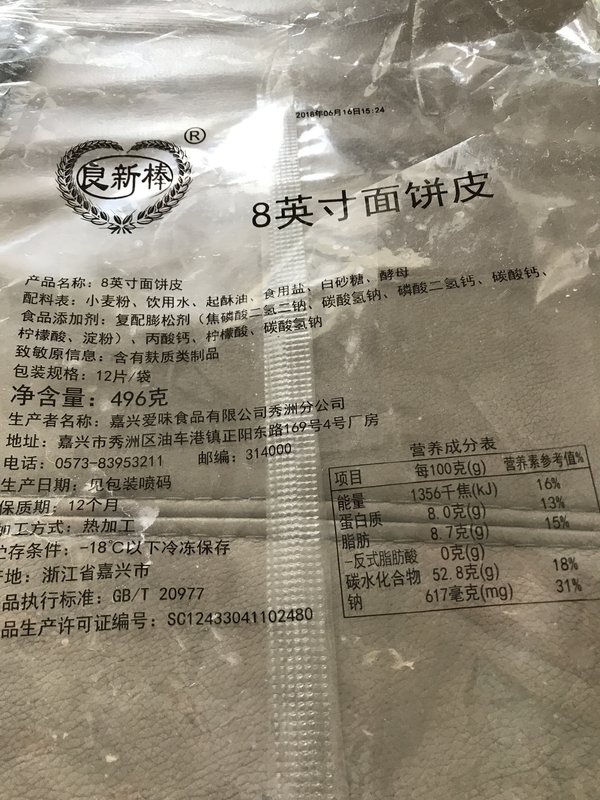 2018年06月16日15:24
良新棒®
8英寸面饼皮
产品名称：8英寸面饼皮
配料表：小麦粉、饮用水、起酥油、食用盐、白砂糖、酵母
食品添加剂：复配膨松剂（焦磷酸二氢二钠、碳酸氢钠、磷酸二氢钙、碳酸钙、
柠檬酸、淀粉）、丙酸钙、柠檬酸、碳酸氢钠
致敏原信息：含有麸质类制品
包装规格：12片/袋
净含量：496克
生产者名称：嘉兴爱味食品有限公司秀洲分公司
地址：嘉兴市秀洲区油车港镇正阳东路169号4号厂房
电话：0573-83953211 邮编：314000
生产日期：见包装喷码
保质期：12个月
加工方式：热加工
贮存条件：-18℃以下冷冻保存
产地：浙江省嘉兴市
品执行标准：GB/T 20977
品生产许可证编号：SC12433041102480
营养成分表
项目 每100克(g) 营养素参考值%
能量 1356千焦(kJ) 16%
蛋白质 8.0克(g) 13%
脂肪 8.7克(g) 15%
-反式脂肪酸 0克(g)
碳水化合物 52.8克(g) 18%
钠 617毫克(mg) 31%